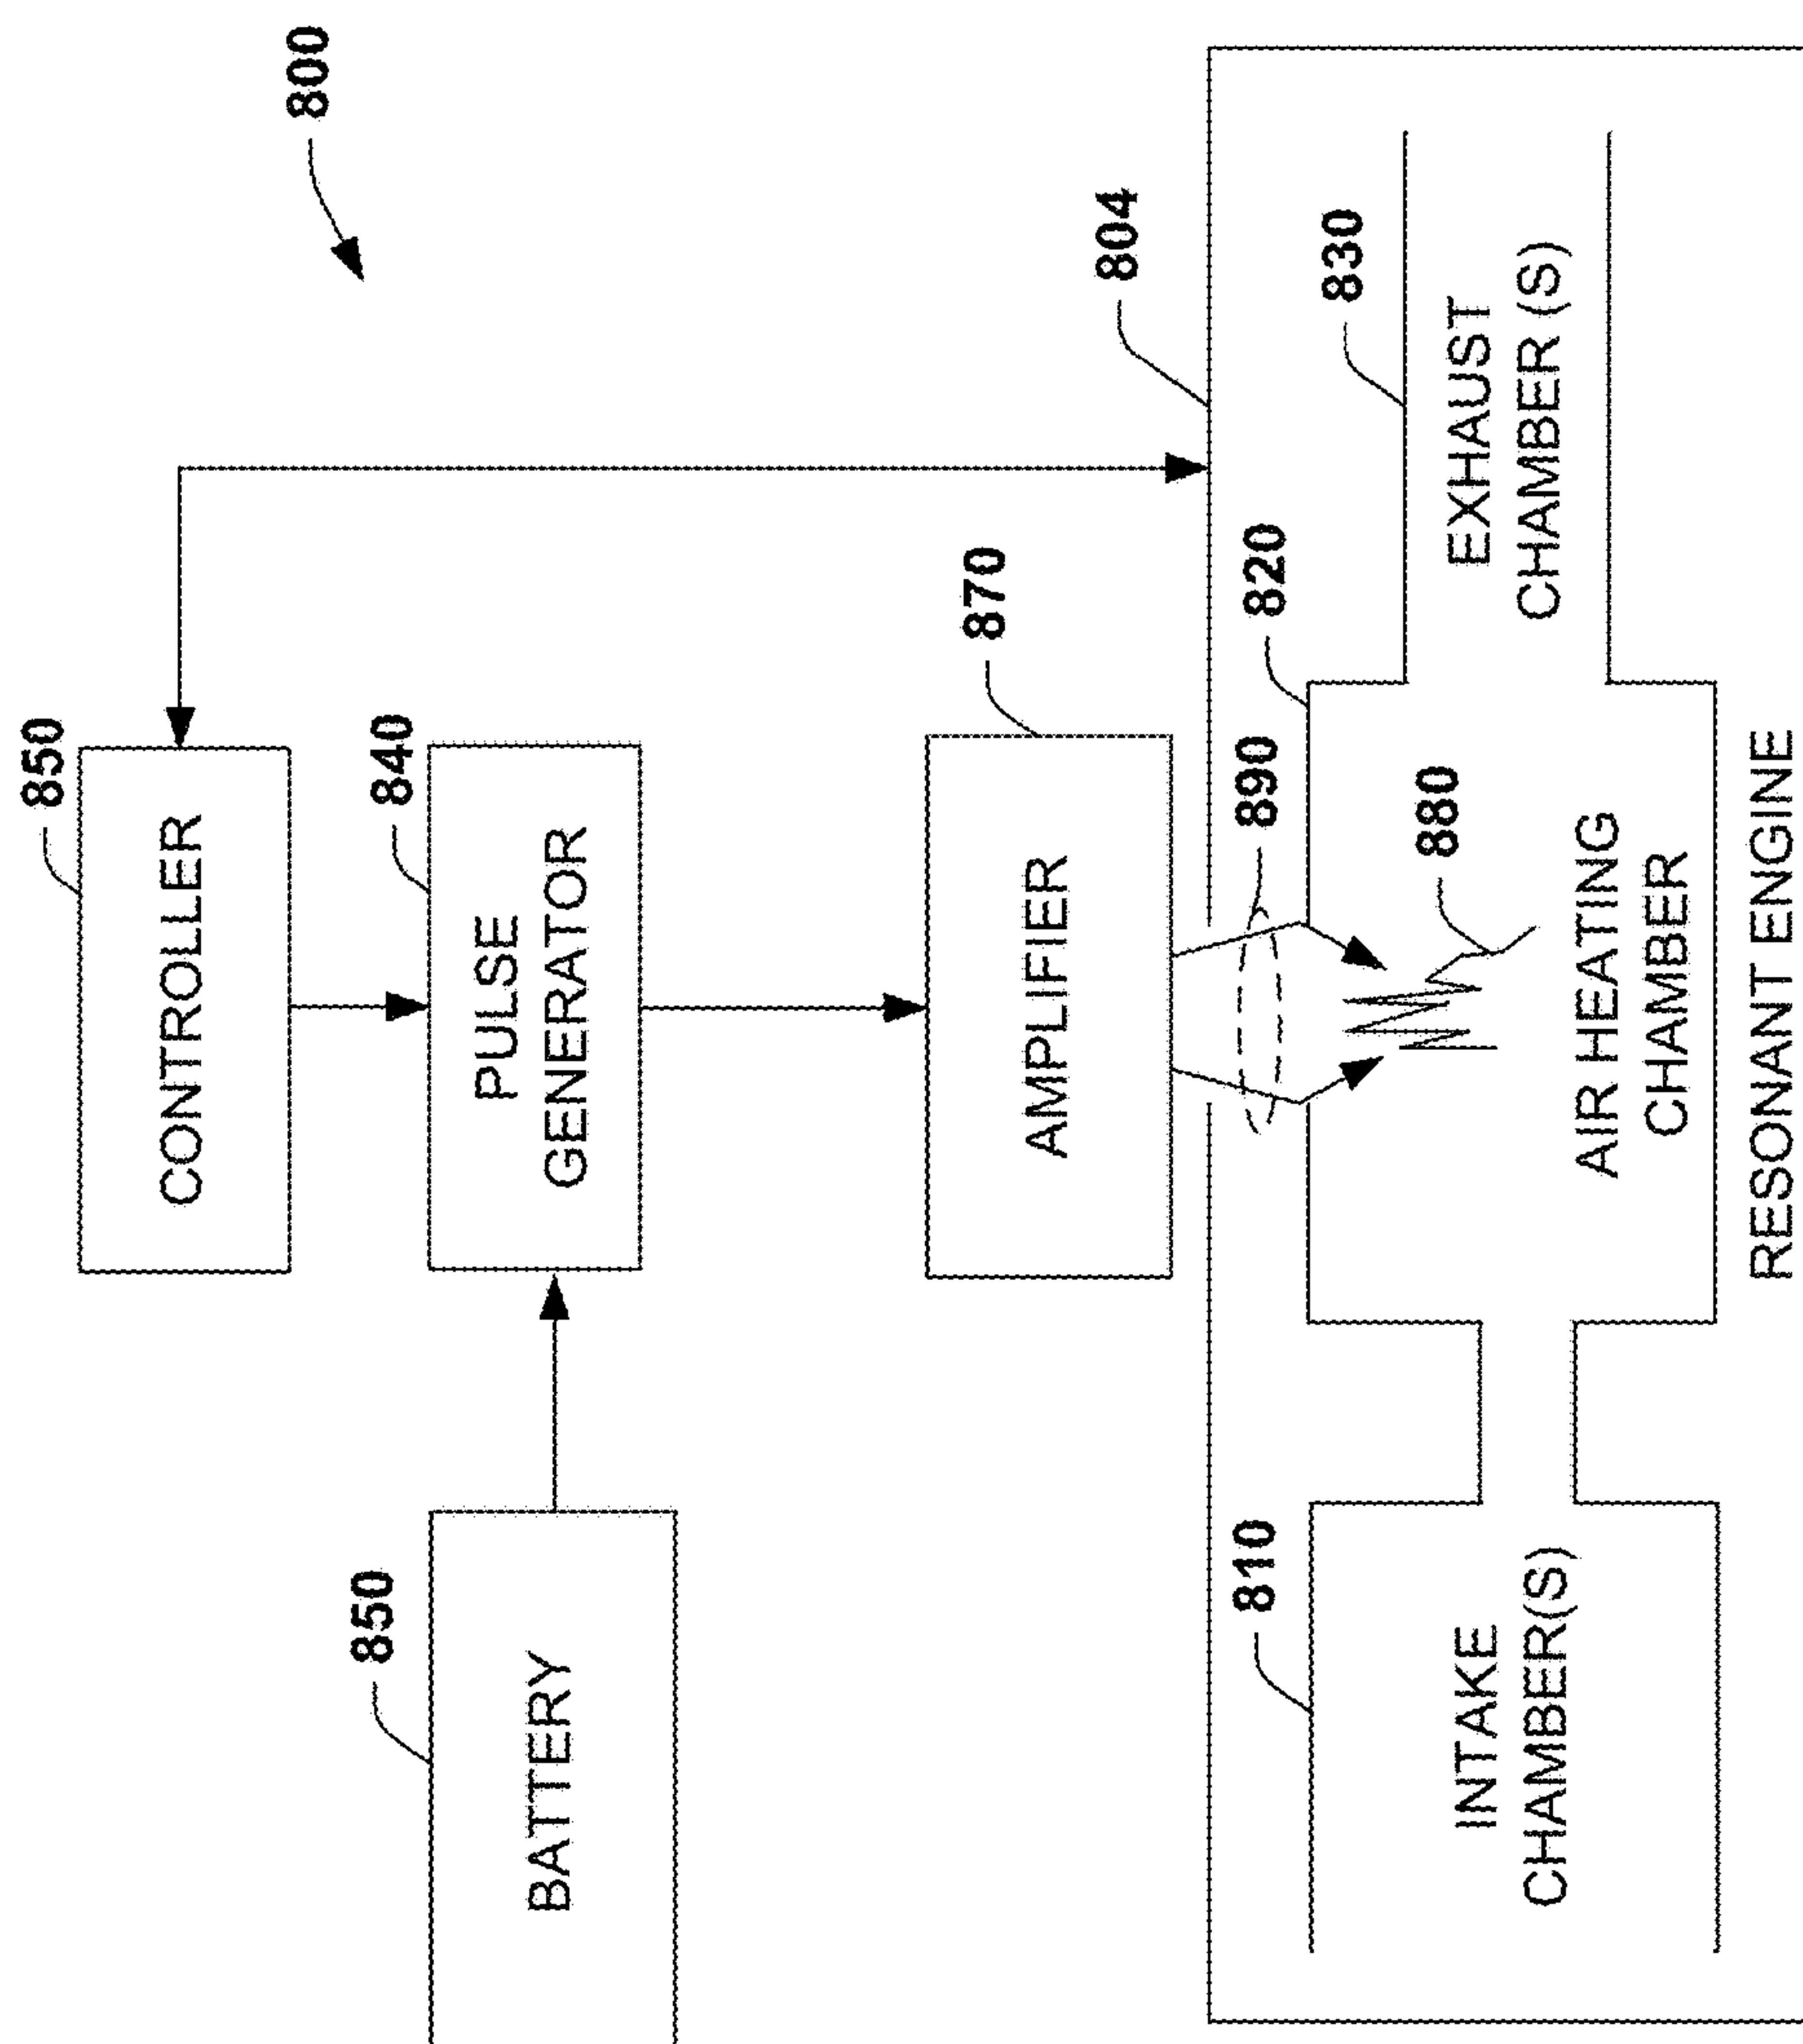 800
850
CONTROLLER
840
PULSE
GENERATOR
850
BATTERY
870
AMPLIFIER
804
890
820
880
830
EXHAUST
CHAMBER (S)
810
INTAKE
CHAMBER(S)
AIR HEATING
CHAMBER
RESONANT ENGINE